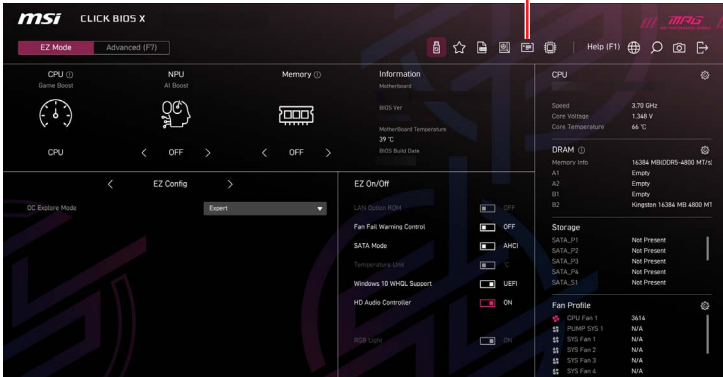 msi CLICK BIOS X
MAG
EZ Mode Advanced (F7) Help (F1)
CPU
Game Boost
CPU
NPU
AI Boost
OFF
Memory
OFF
Information
Motherboard
BIOS Ver
MotherBoard Temperature
39 °C
BIOS Build Date
EZ Config
OC Explore Mode Expert
EZ On/Off
LAN Option ROM OFF
Fan Fail Warning Control OFF
SATA Mode AHCI
Temperature Unit °C
Windows 10 WHQL Support UEFI
HD Audio Controller ON
RGB Light ON
CPU
Speed 3.70 GHz
Core Voltage 1.348 V
Core Temperature 66 °C
DRAM
Memory Info 16384 MB(DDR5-4800 MT/s)
A1 Empty
A2 Empty
B1 Empty
B2 Kingston 16384 MB 4800 MT
Storage
SATA_P1 Not Present
SATA_P2 Not Present
SATA_P3 Not Present
SATA_P4 Not Present
SATA_S1 Not Present
Fan Profile
CPU Fan 1 3614
PUMP SYS 1 N/A
SYS Fan 1 N/A
SYS Fan 2 N/A
SYS Fan 3 N/A
SYS Fan 4 N/A